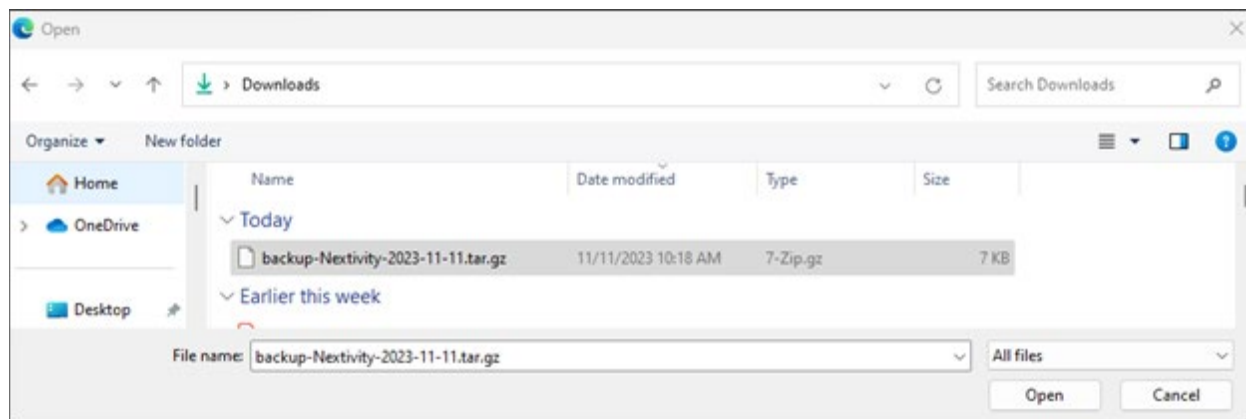 Open
Downloads
Search Downloads
Organize
New folder
Home
Name
Date modified
Type
Size
OneDrive
Today
backup-Nextivity-2023-11-11.tar.gz 11/11/2023 10:18 AM 7-Zip.gz 7 KB
Desktop
Earlier this week
File name: backup-Nextivity-2023-11-11.tar.gz
All files
Open
Cancel